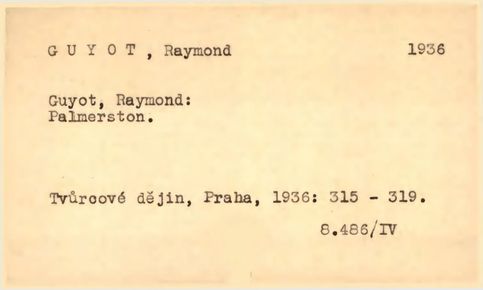 G U Y O T , Raymond 1936
Guyot, Raymond:
Palmerston.
Tvůrcové dějin, Praha, 1936: 315 - 319.
8.486/IV